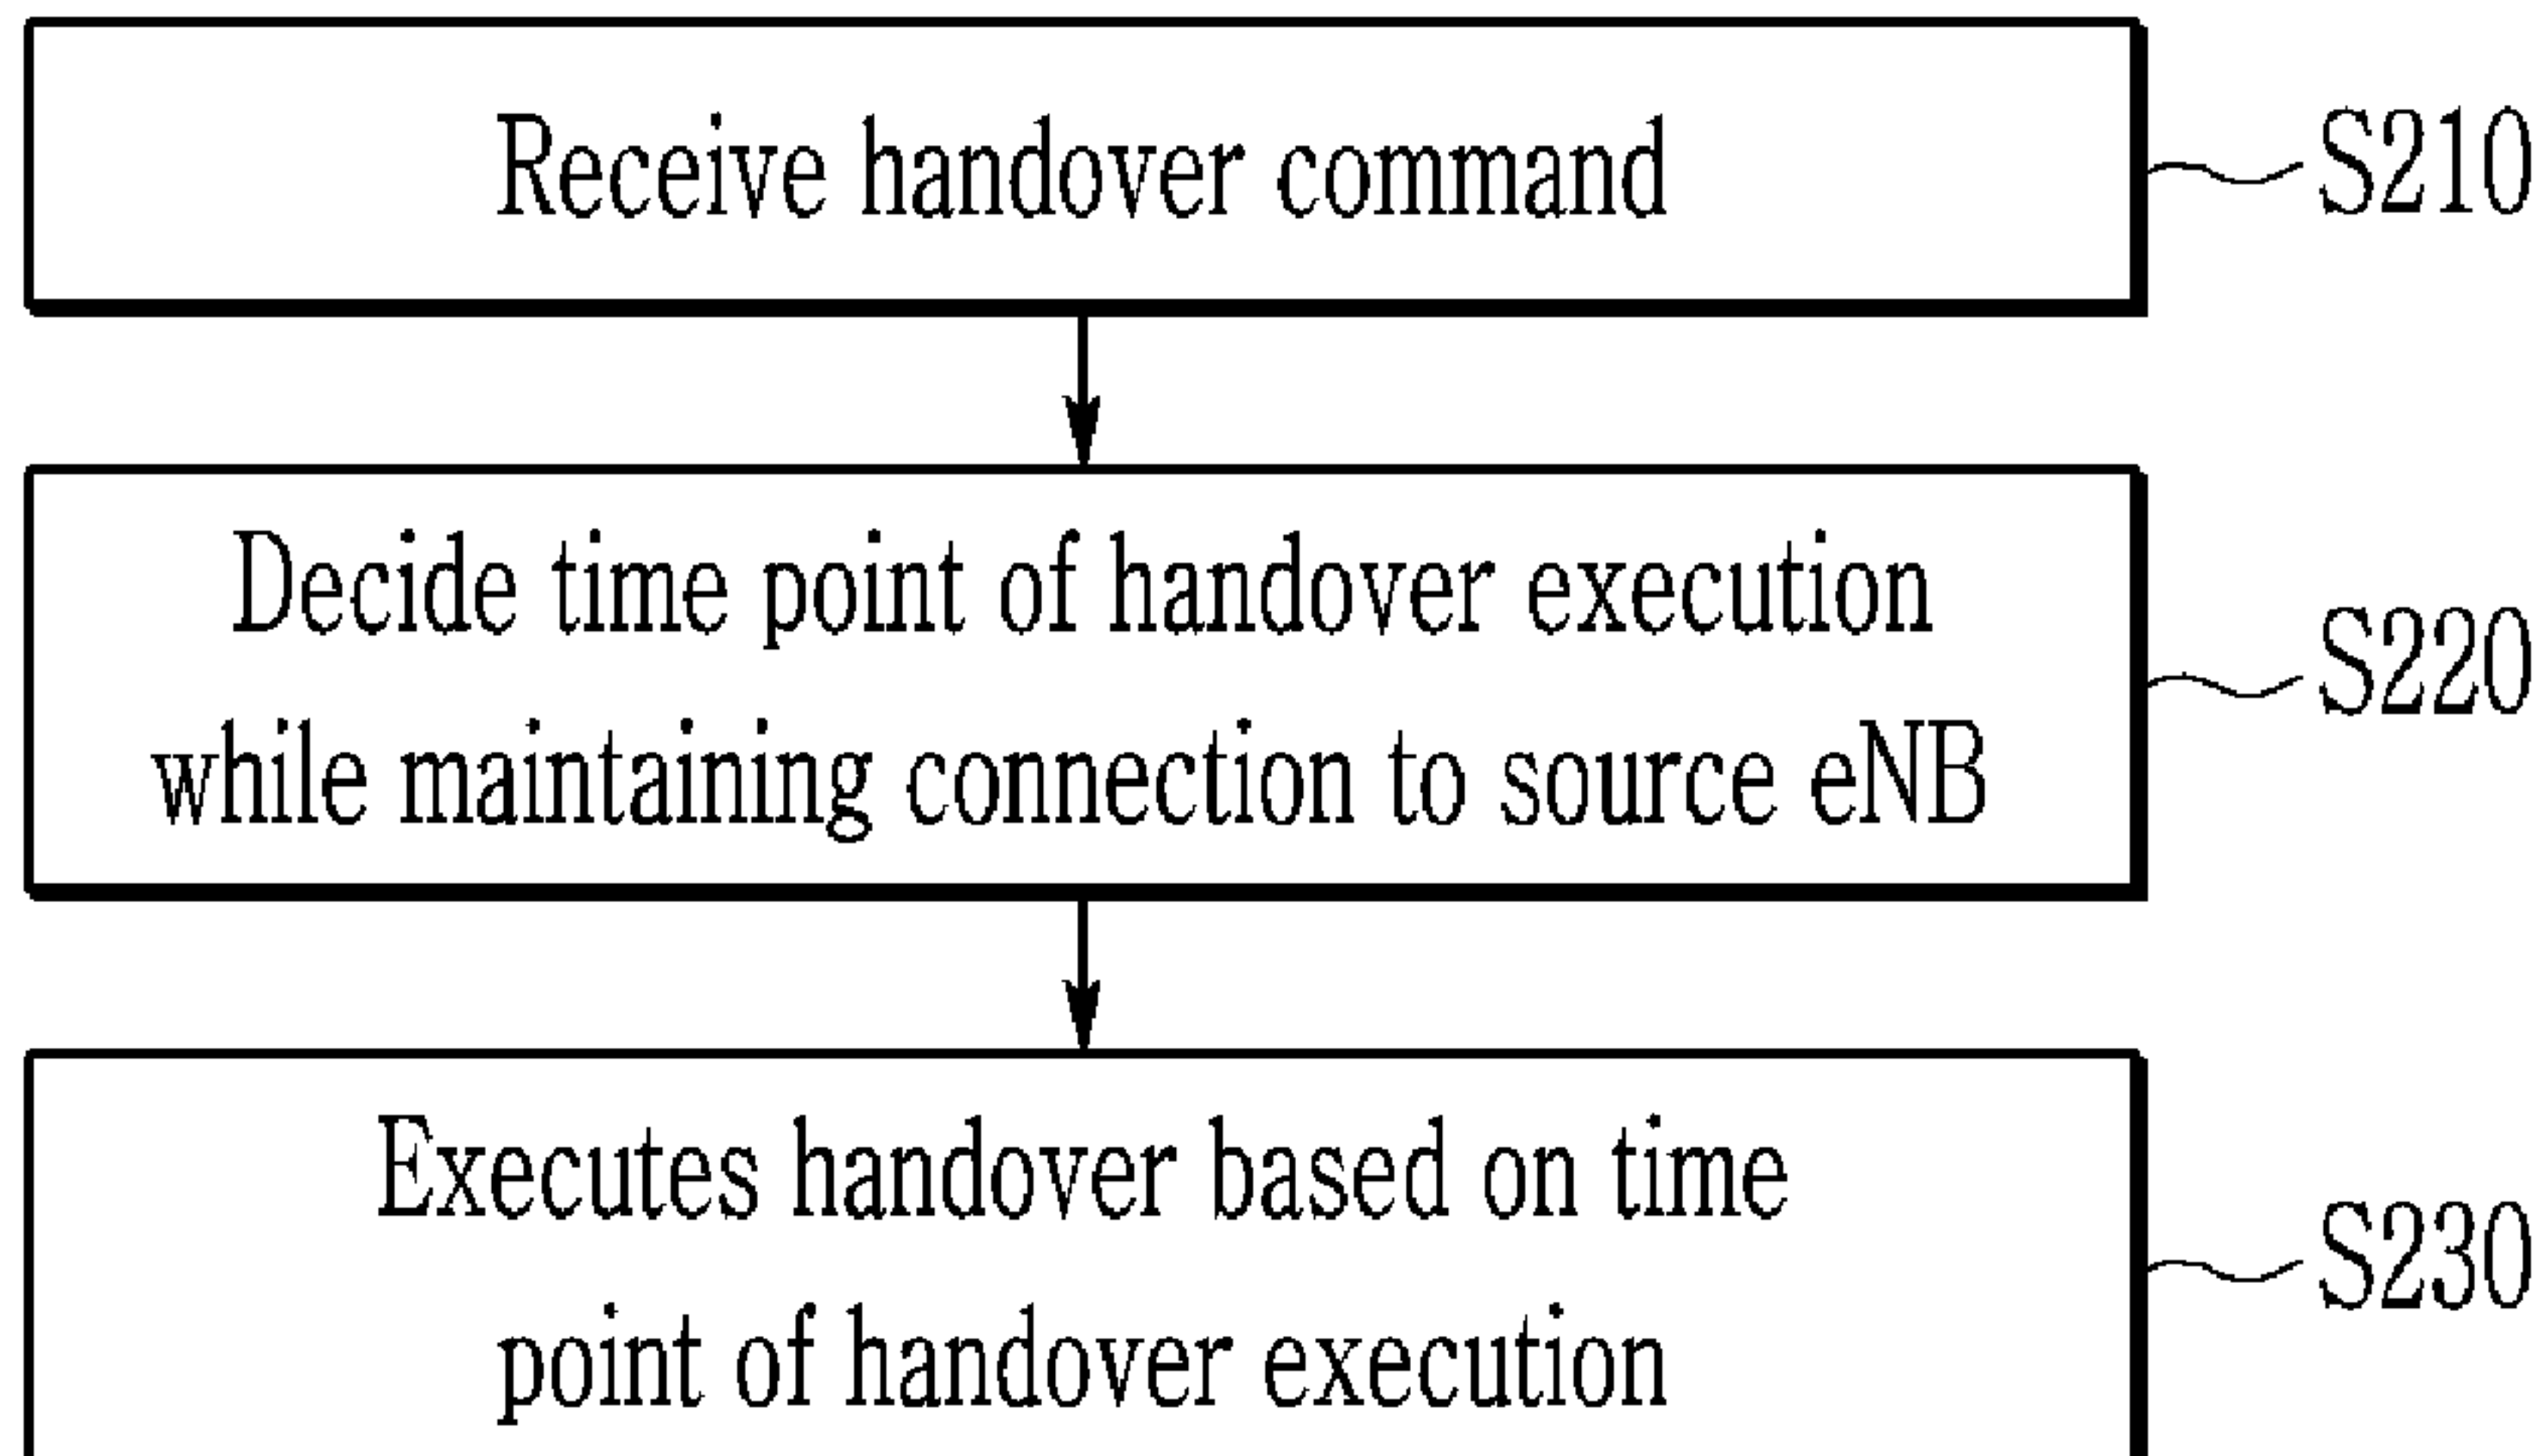 Receive handover command
S210
Decide time point of handover execution
while maintaining connection to source eNB
S220
Executes handover based on time
point of handover execution
S230